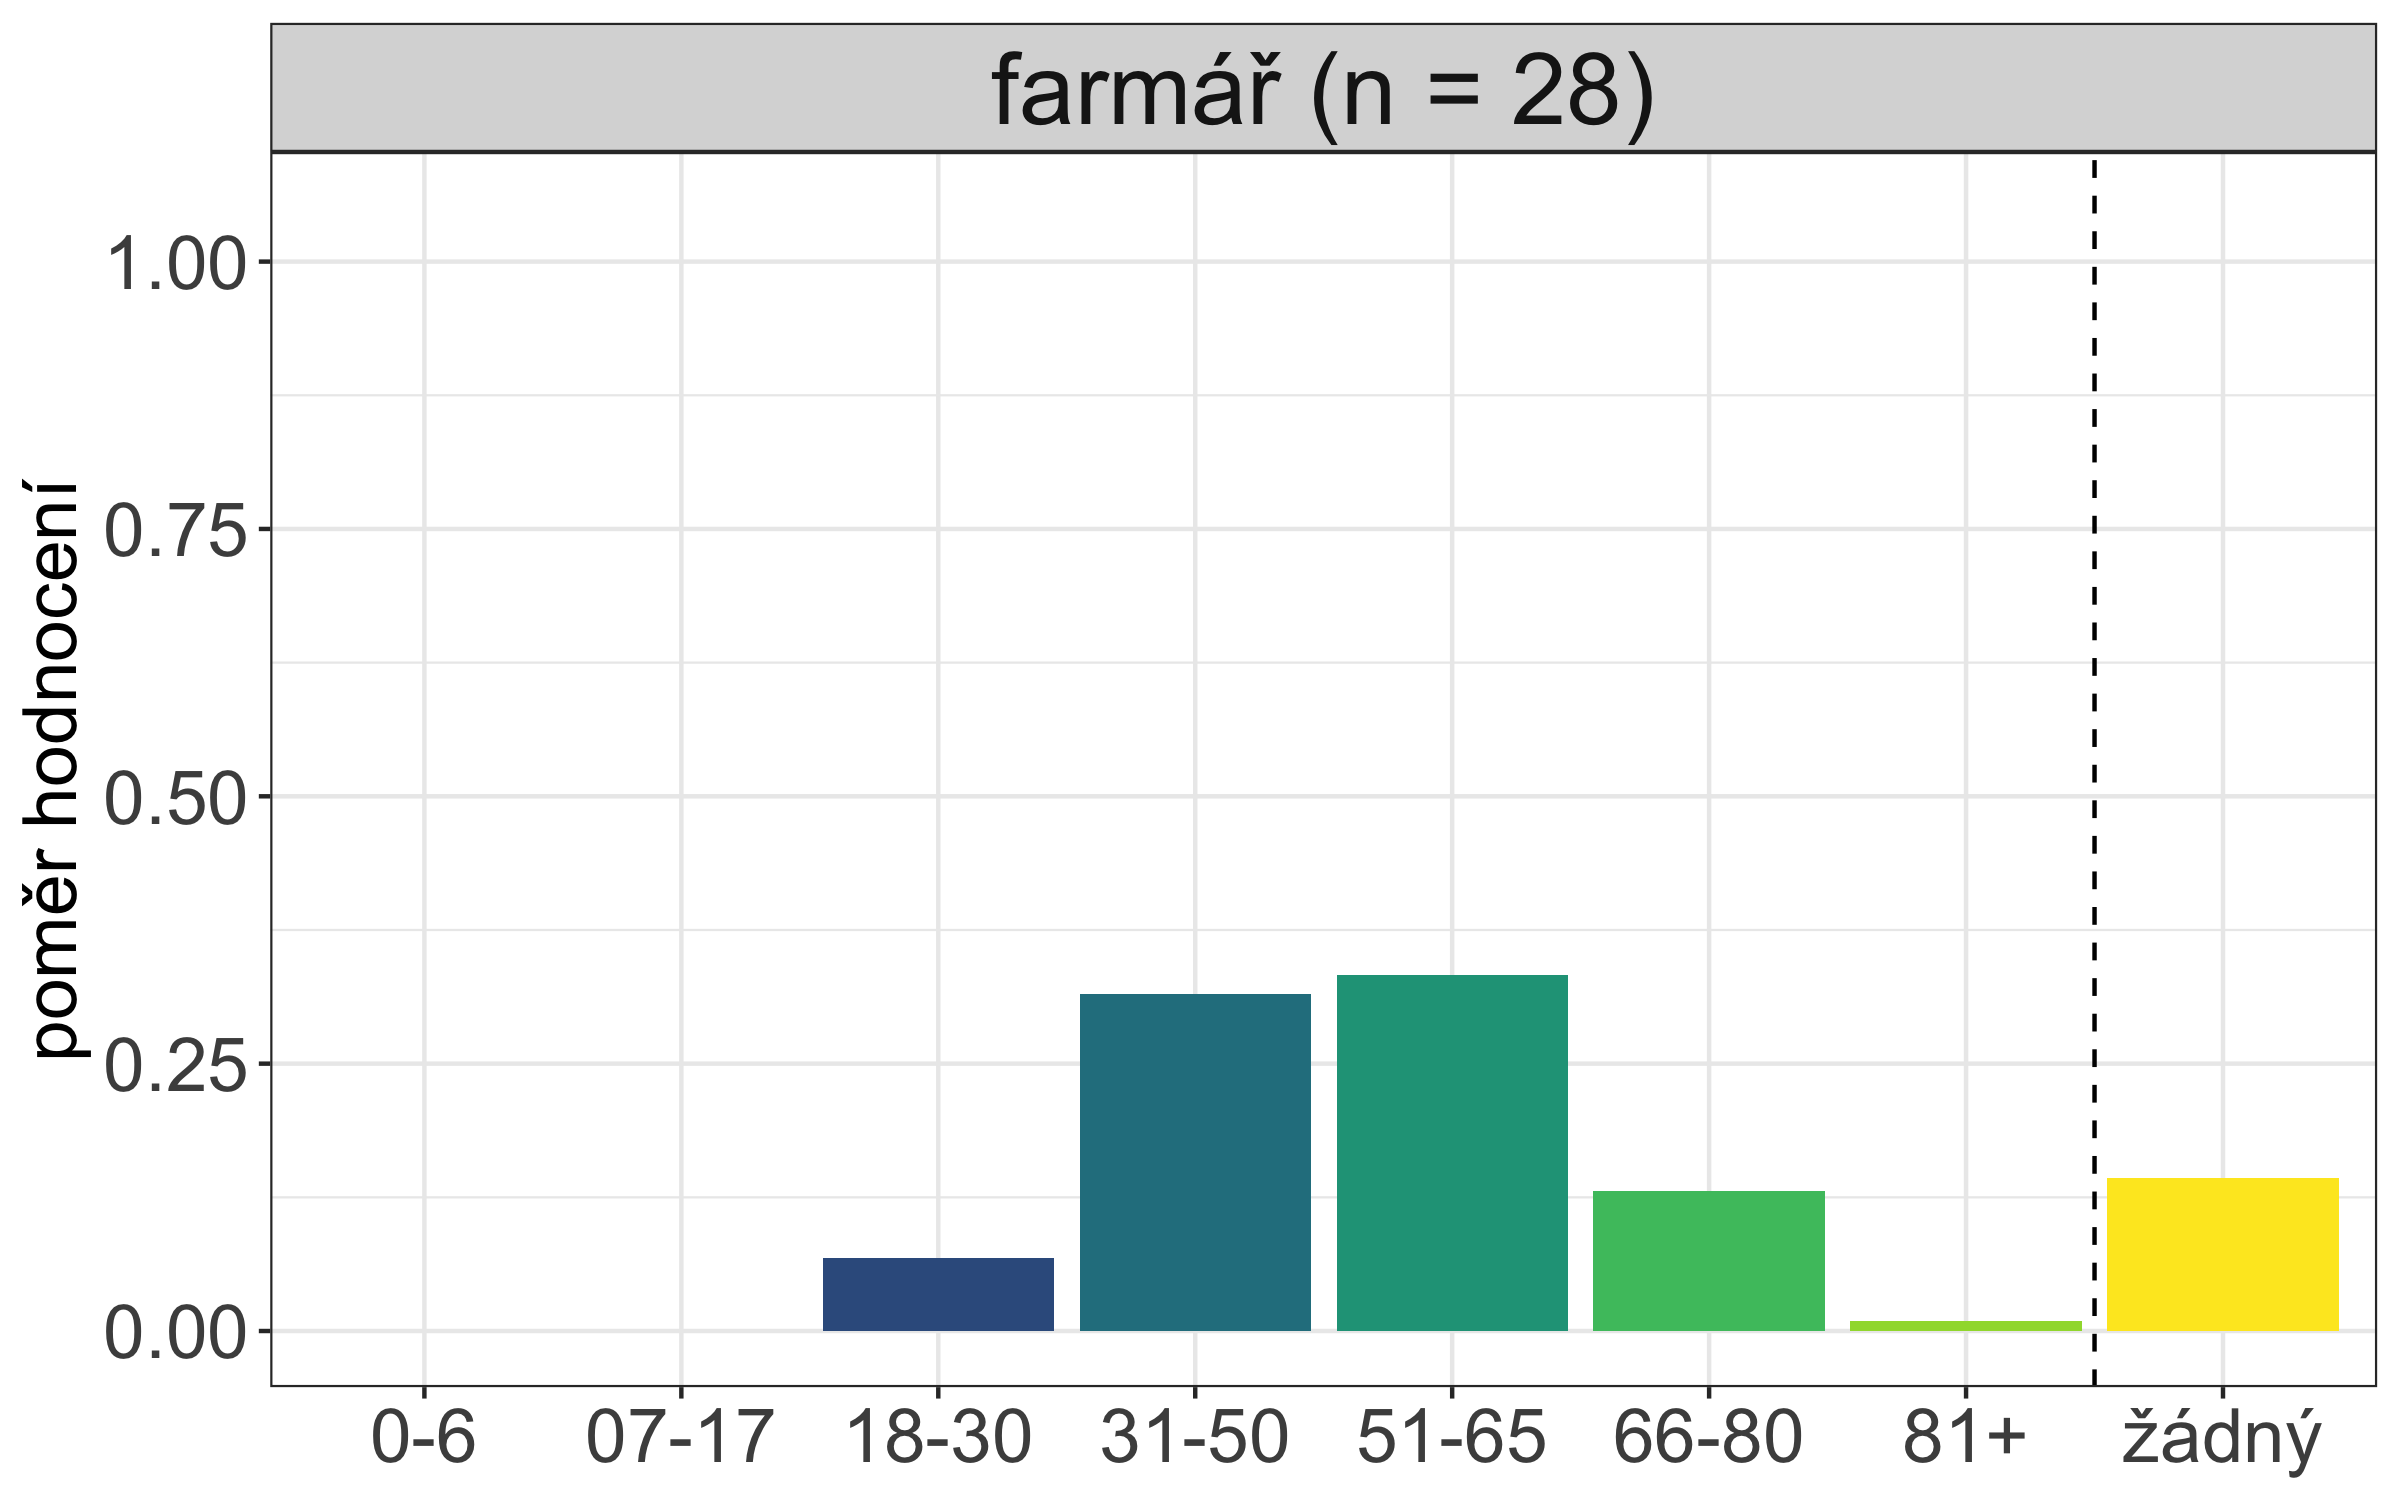 farmář (n = 28)
poměr hodnocení
1.00
0.75
0.50
0.25
0.00
0-6 07-17 18-30 31-50 51-65 66-80 81+ žádný